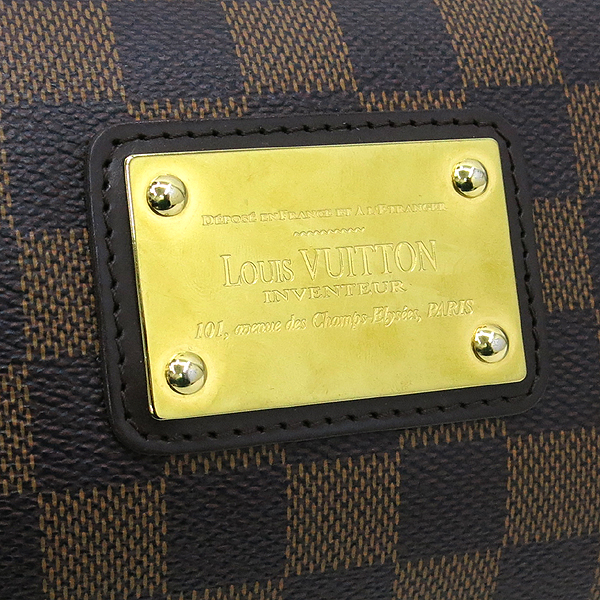 DÉPOSÉ EN FRANCE ET A L'ÉTRANGER
LOUIS VUITTON
INVENTEUR
101, avenue des Champs-Elysées, PARIS